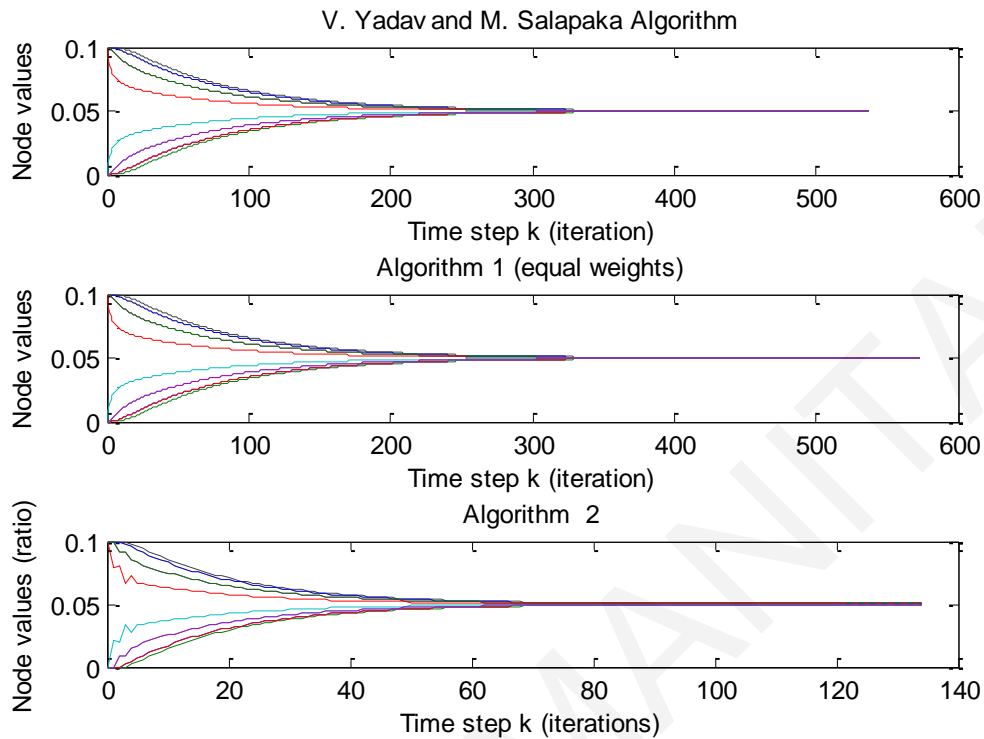 V. Yadav and M. Salapaka Algorithm
Node values
0.1
0.05
0
0 100 200 300 400 500 600
Time step k (iteration)
Algorithm 1 (equal weights)
Node values
0.1
0.05
0
0 100 200 300 400 500 600
Time step k (iteration)
Algorithm 2
Node values (ratio)
0.1
0.05
0
0 20 40 60 80 100 120 140
Time step k (iterations)